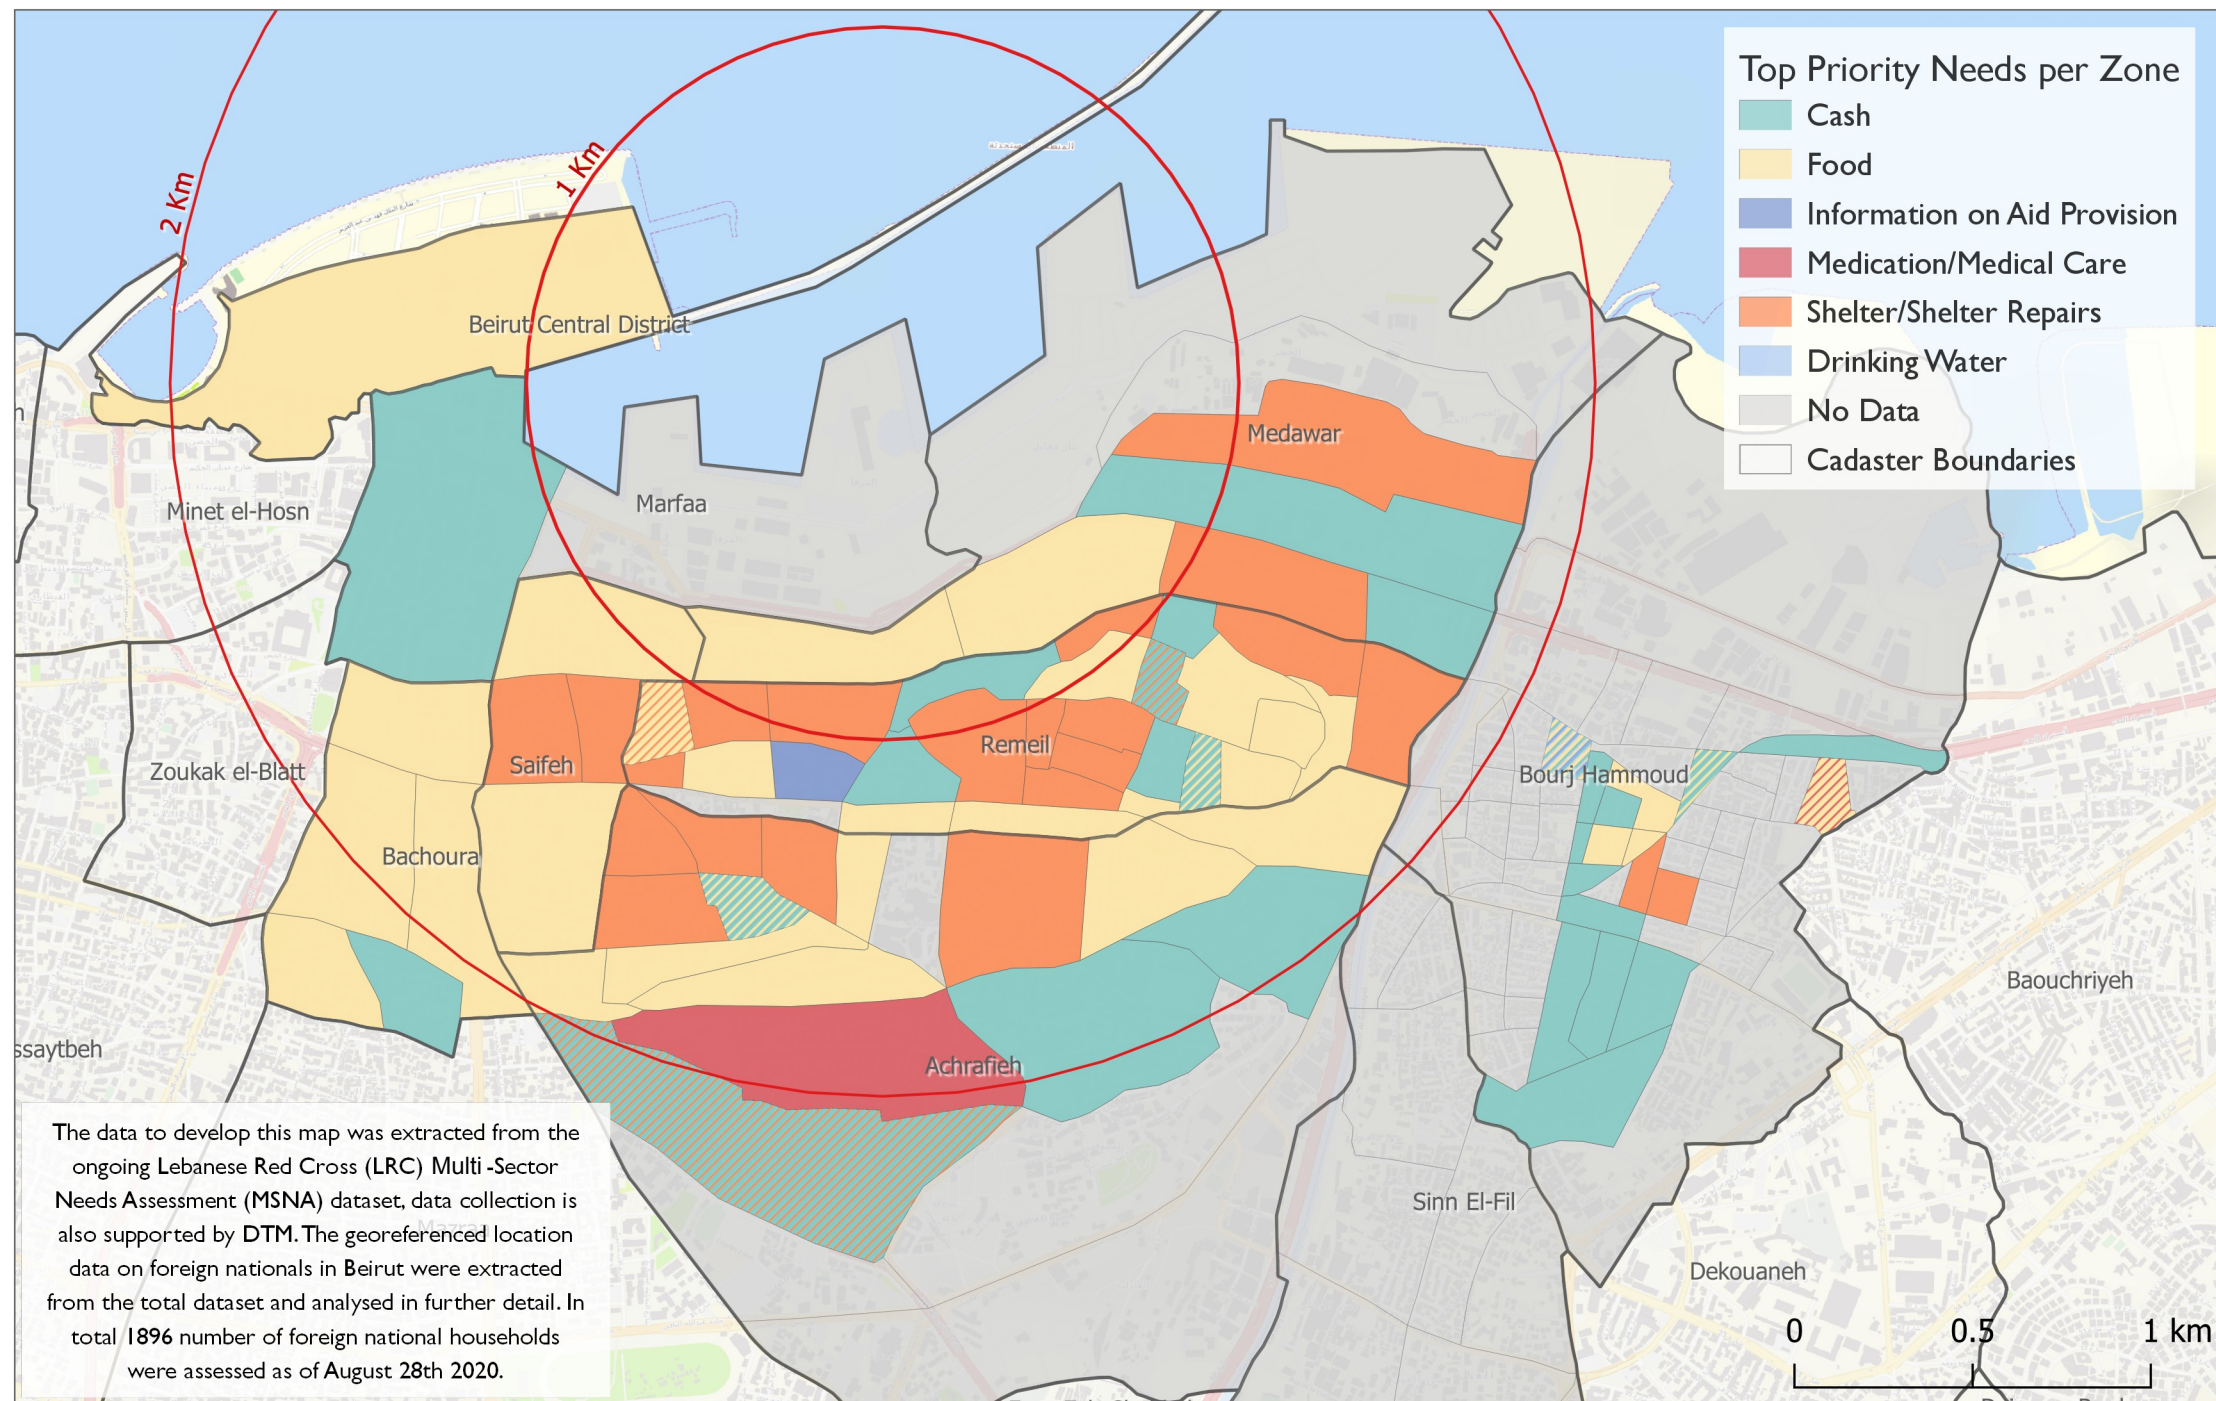 Top Priority Needs per Zone
Cash
Food
Information on Aid Provision
Medication/Medical Care
Shelter/Shelter Repairs
Drinking Water
No Data
Cadaster Boundaries
2 Km
1 Km
Beirut Central District
Medawar
Minet el-Hosn
Marfaa
Zoukak el-Blatt
Saifeh
Remeil
Bourj Hammoud
Bachoura
Baouchriyeh
ssaytbeh
Achrafieh
Sinn El-Fil
Dekouaneh
Mazraa
The data to develop this map was extracted from the
ongoing Lebanese Red Cross (LRC) Multi -Sector
Needs Assessment (MSNA) dataset, data collection is
also supported by DTM. The georeferenced location
data on foreign nationals in Beirut were extracted
from the total dataset and analysed in further detail. In
total 1896 number of foreign national households
were assessed as of August 28th 2020.
0 0.5 1 km